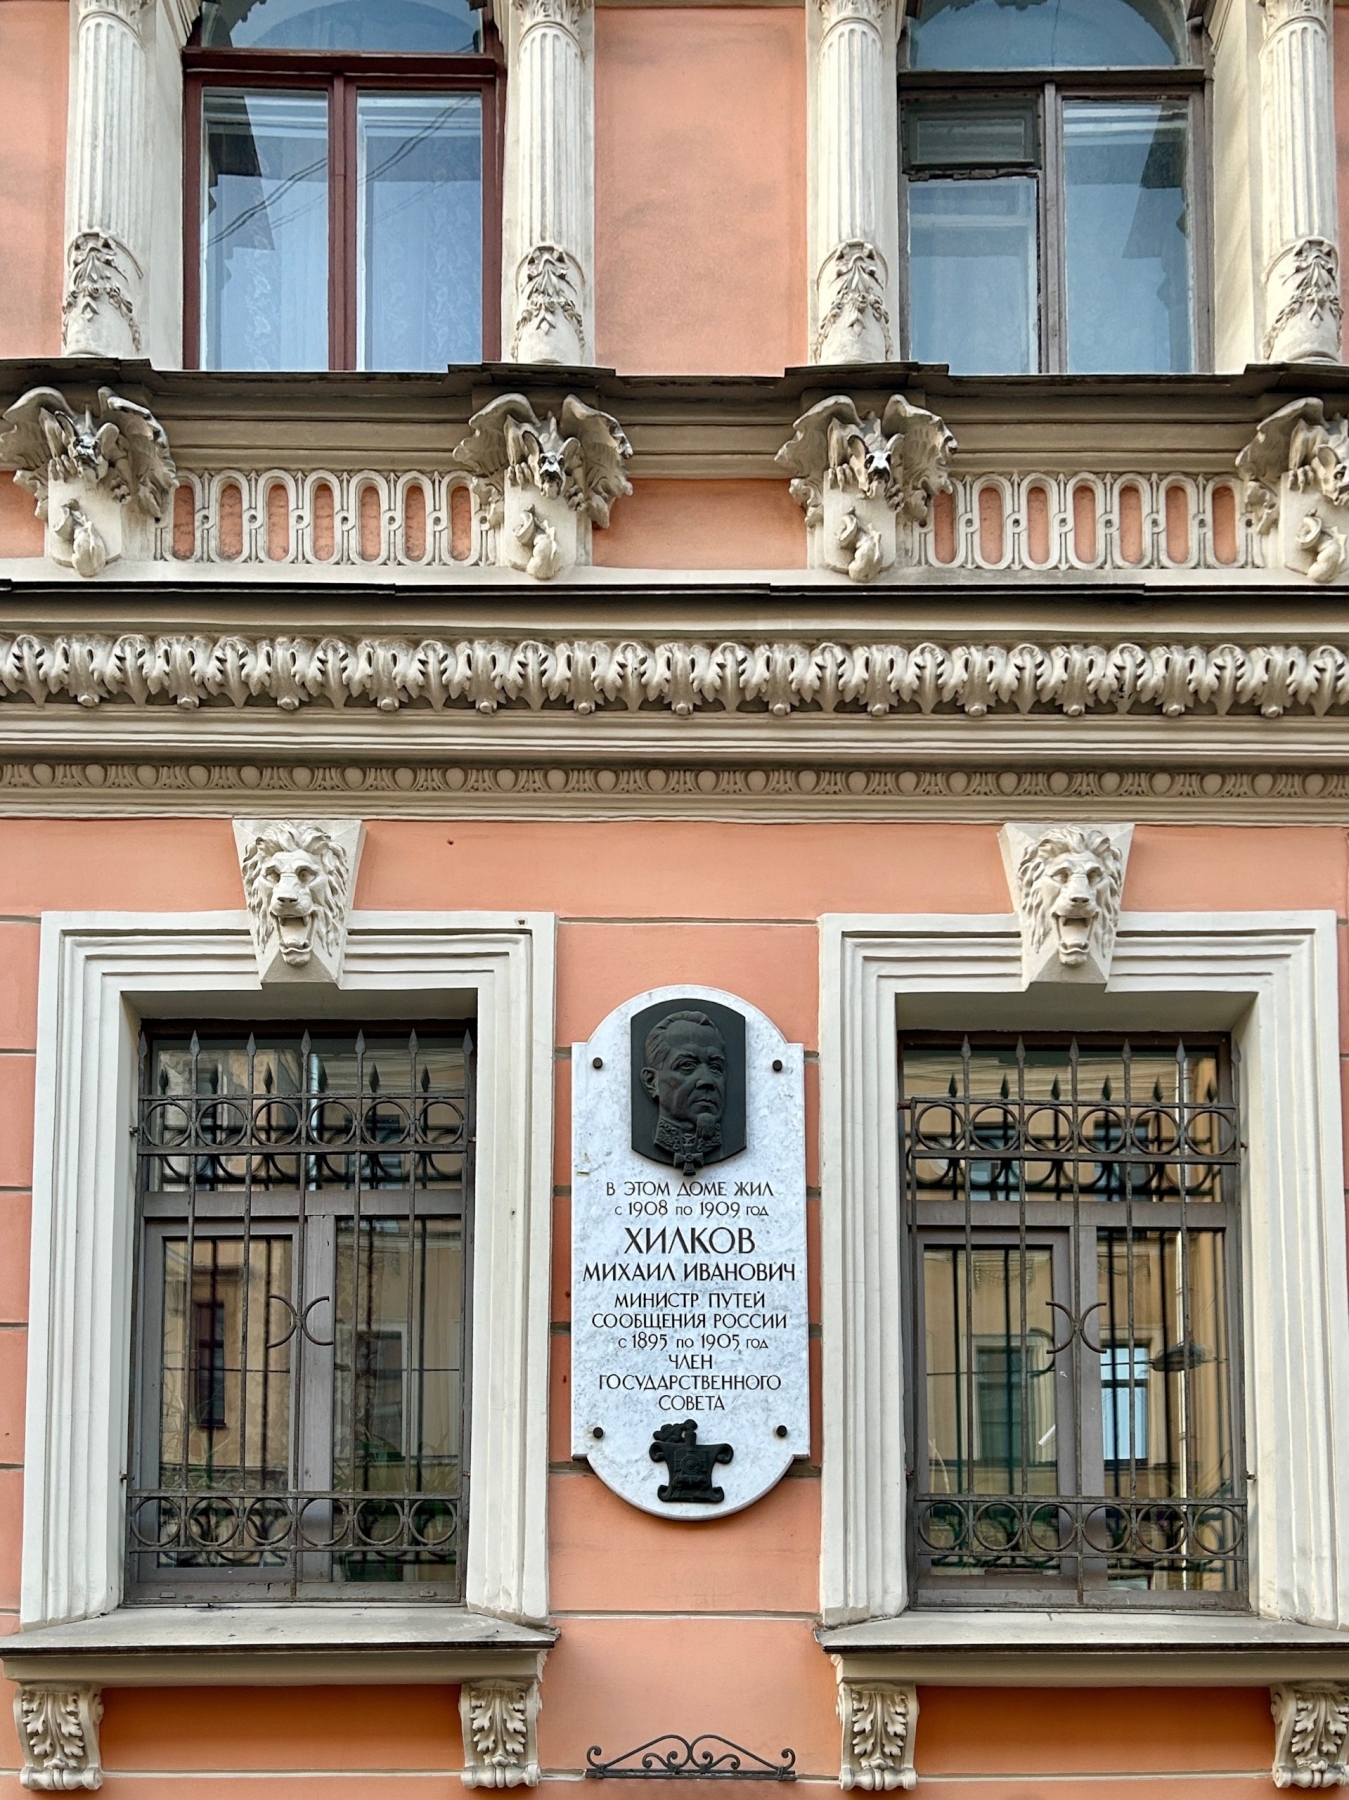 В ЭТОМ ДОМЕ ЖИЛ
с 1908 по 1909 год
ХИЛКОВ
МИХАИЛ ИВАНОВИЧ
МИНИСТР ПУТЕЙ
СООБЩЕНИЯ РОССИИ
с 1895 по 1905 год
ЧЛЕН
ГОСУДАРСТВЕННОГО
СОВЕТА